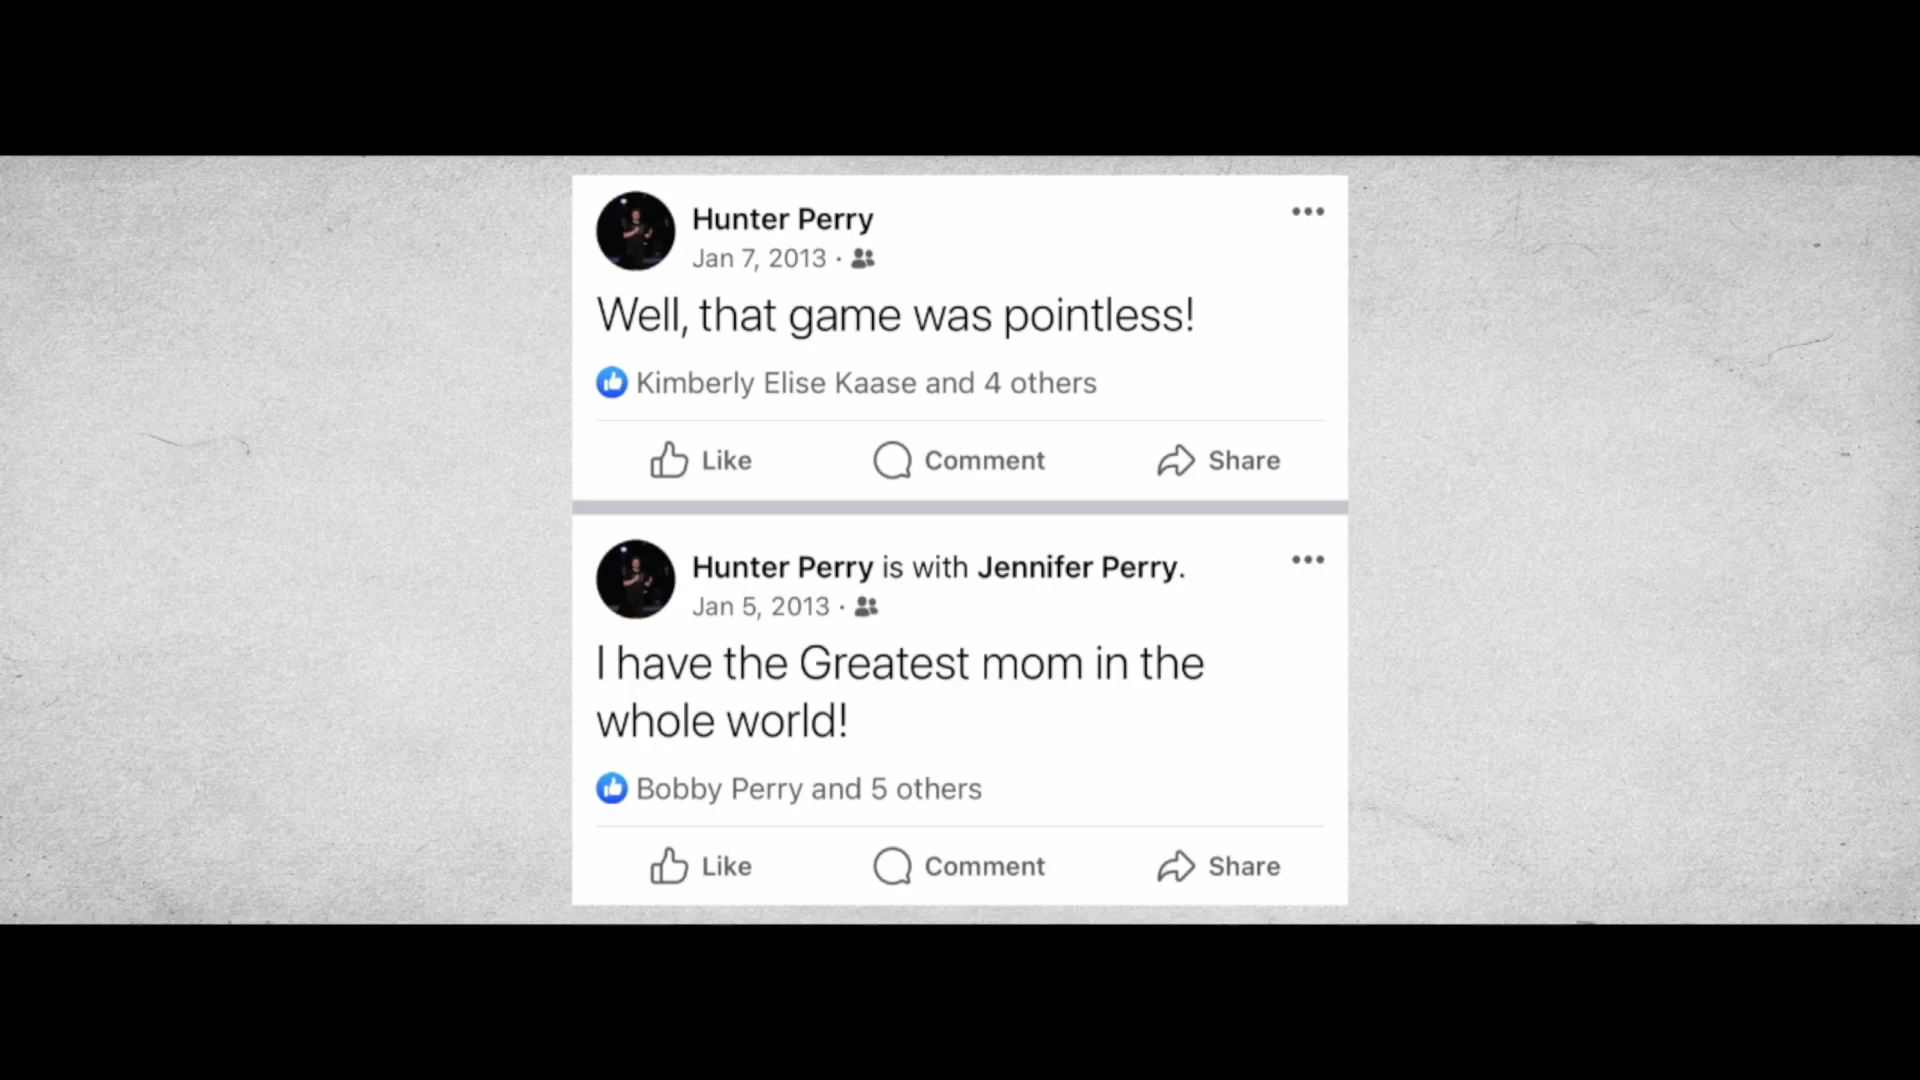 Hunter Perry
Jan 7, 2013 ·
Well, that game was pointless!
Kimberly Elise Kaase and 4 others
Like Comment Share
Hunter Perry is with Jennifer Perry.
Jan 5, 2013 ·
I have the Greatest mom in the
whole world!
Bobby Perry and 5 others
Like Comment Share